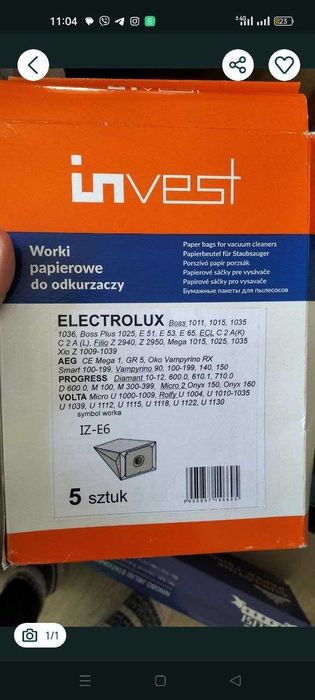 11:04
4G
23
invest
Worki
papierowe
do odkurzaczy
Paper bags for vacuum cleaners
Papierbeutel für Staubsauger
Porszívó papír porzsák
Papierové sáčky pro vysávače
Papírové sáčky pro vysavače
Бумажные пакеты для пылесосов
ELECTROLUX Boss 1011, 1015, 1035
1036, Boss Plus 1025, E 51, E 53, E 65, ECL C 2 A(K)
C 2 A (L), Filio Z 2940, Z 2950, Mega 1015, 1025, 1035
Xio Z 1009-1039
AEG CE Mega 1, GR 5, Oko Vampyrino RX
Smart 100-199, Vampyrino 90, 100-199, 140, 150
PROGRESS Diamant 10-12, 600.0, 610.1, 710.0
D 600.0, M 100, M 300-399, Micro 2 Onyx 150, Onyx 160
VOLTA Micro U 1000-1009, Rolfy U 1004, U 1010-1035
U 1039, U 1112, U 1115, U 1118, U 1122, U 1130
symbol worka
IZ-E6
5 sztuk
1/1